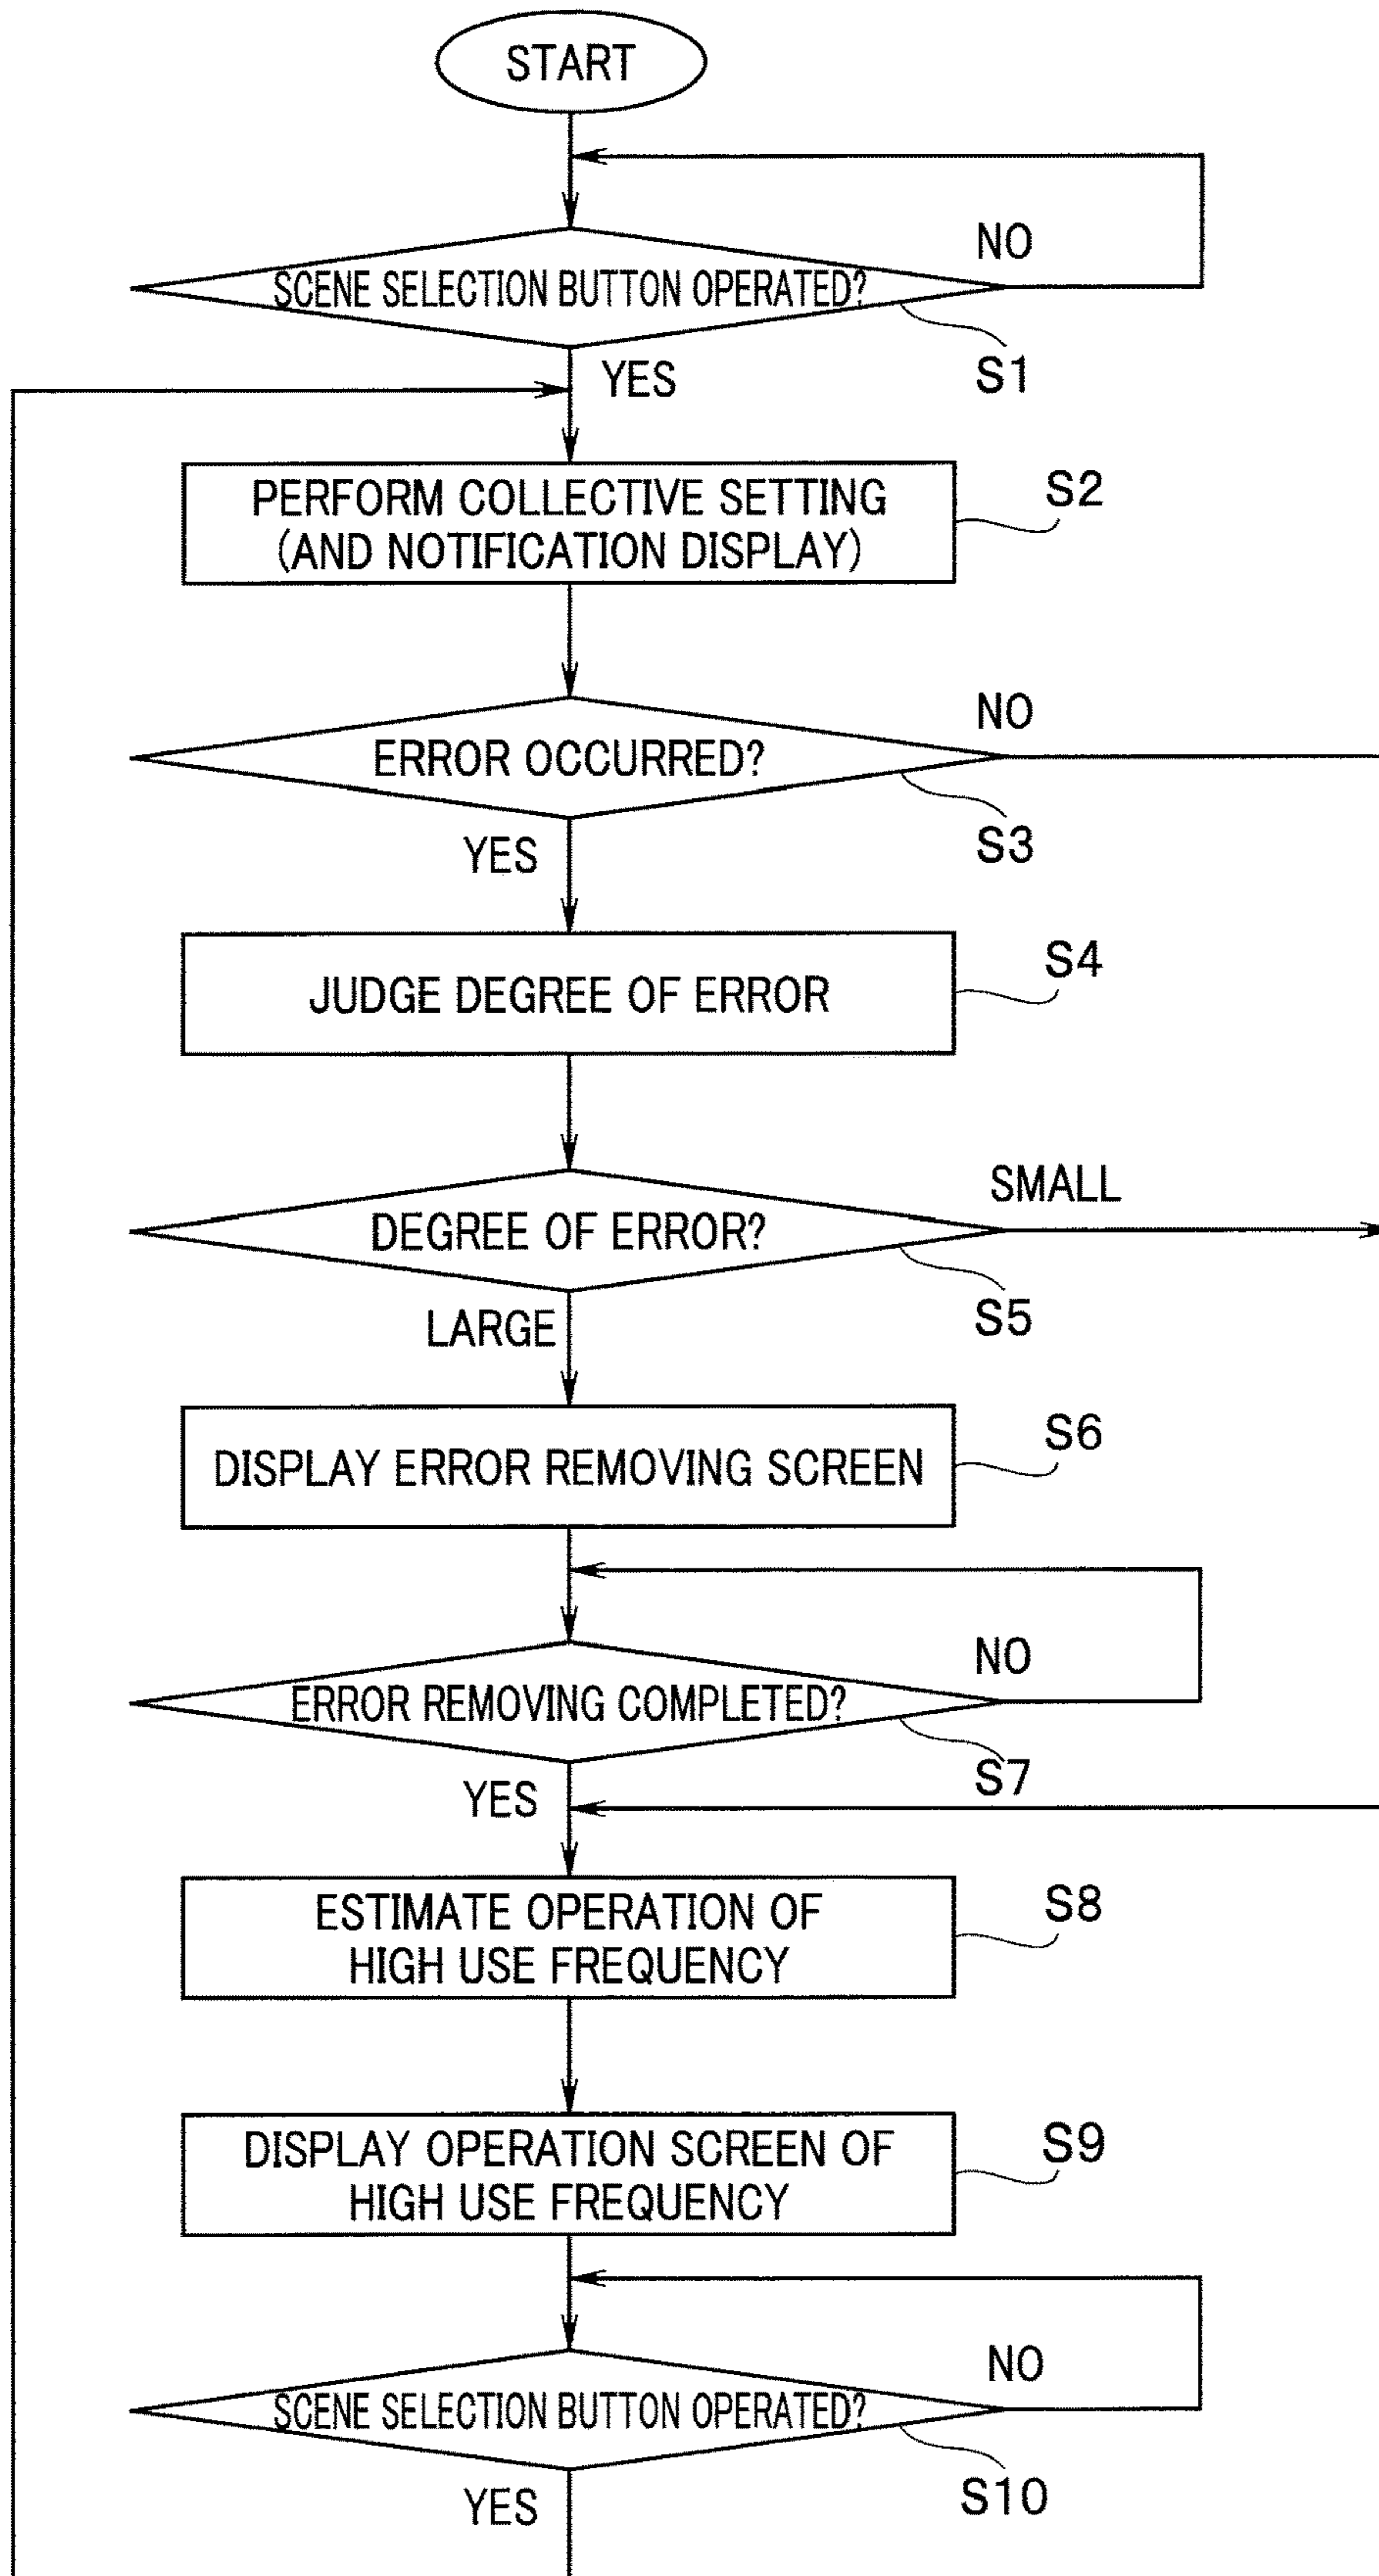 START
NO
SCENE SELECTION BUTTON OPERATED?
S1
YES
S2
PERFORM COLLECTIVE SETTING
(AND NOTIFICATION DISPLAY)
NO
ERROR OCCURRED?
S3
YES
S4
JUDGE DEGREE OF ERROR
SMALL
DEGREE OF ERROR?
S5
LARGE
S6
DISPLAY ERROR REMOVING SCREEN
NO
ERROR REMOVING COMPLETED?
S7
YES
S8
ESTIMATE OPERATION OF
HIGH USE FREQUENCY
S9
DISPLAY OPERATION SCREEN OF
HIGH USE FREQUENCY
NO
SCENE SELECTION BUTTON OPERATED?
S10
YES